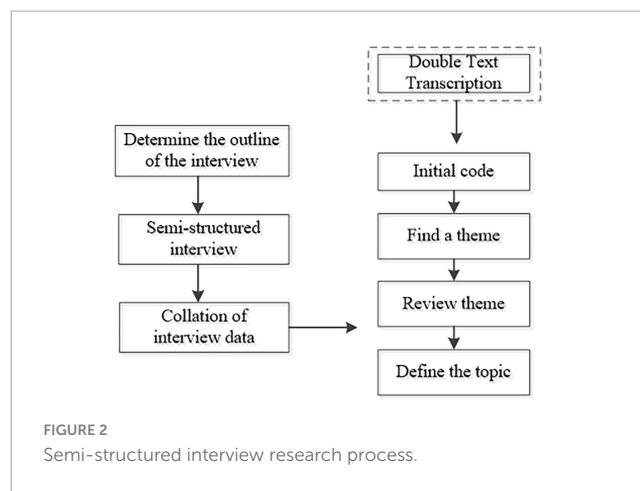 Determine the outline
of the interview
Semi-structured
interview
Collation of
interview data
Double Text
Transcription
Initial code
Find a theme
Review theme
Define the topic
FIGURE 2
Semi-structured interview research process.